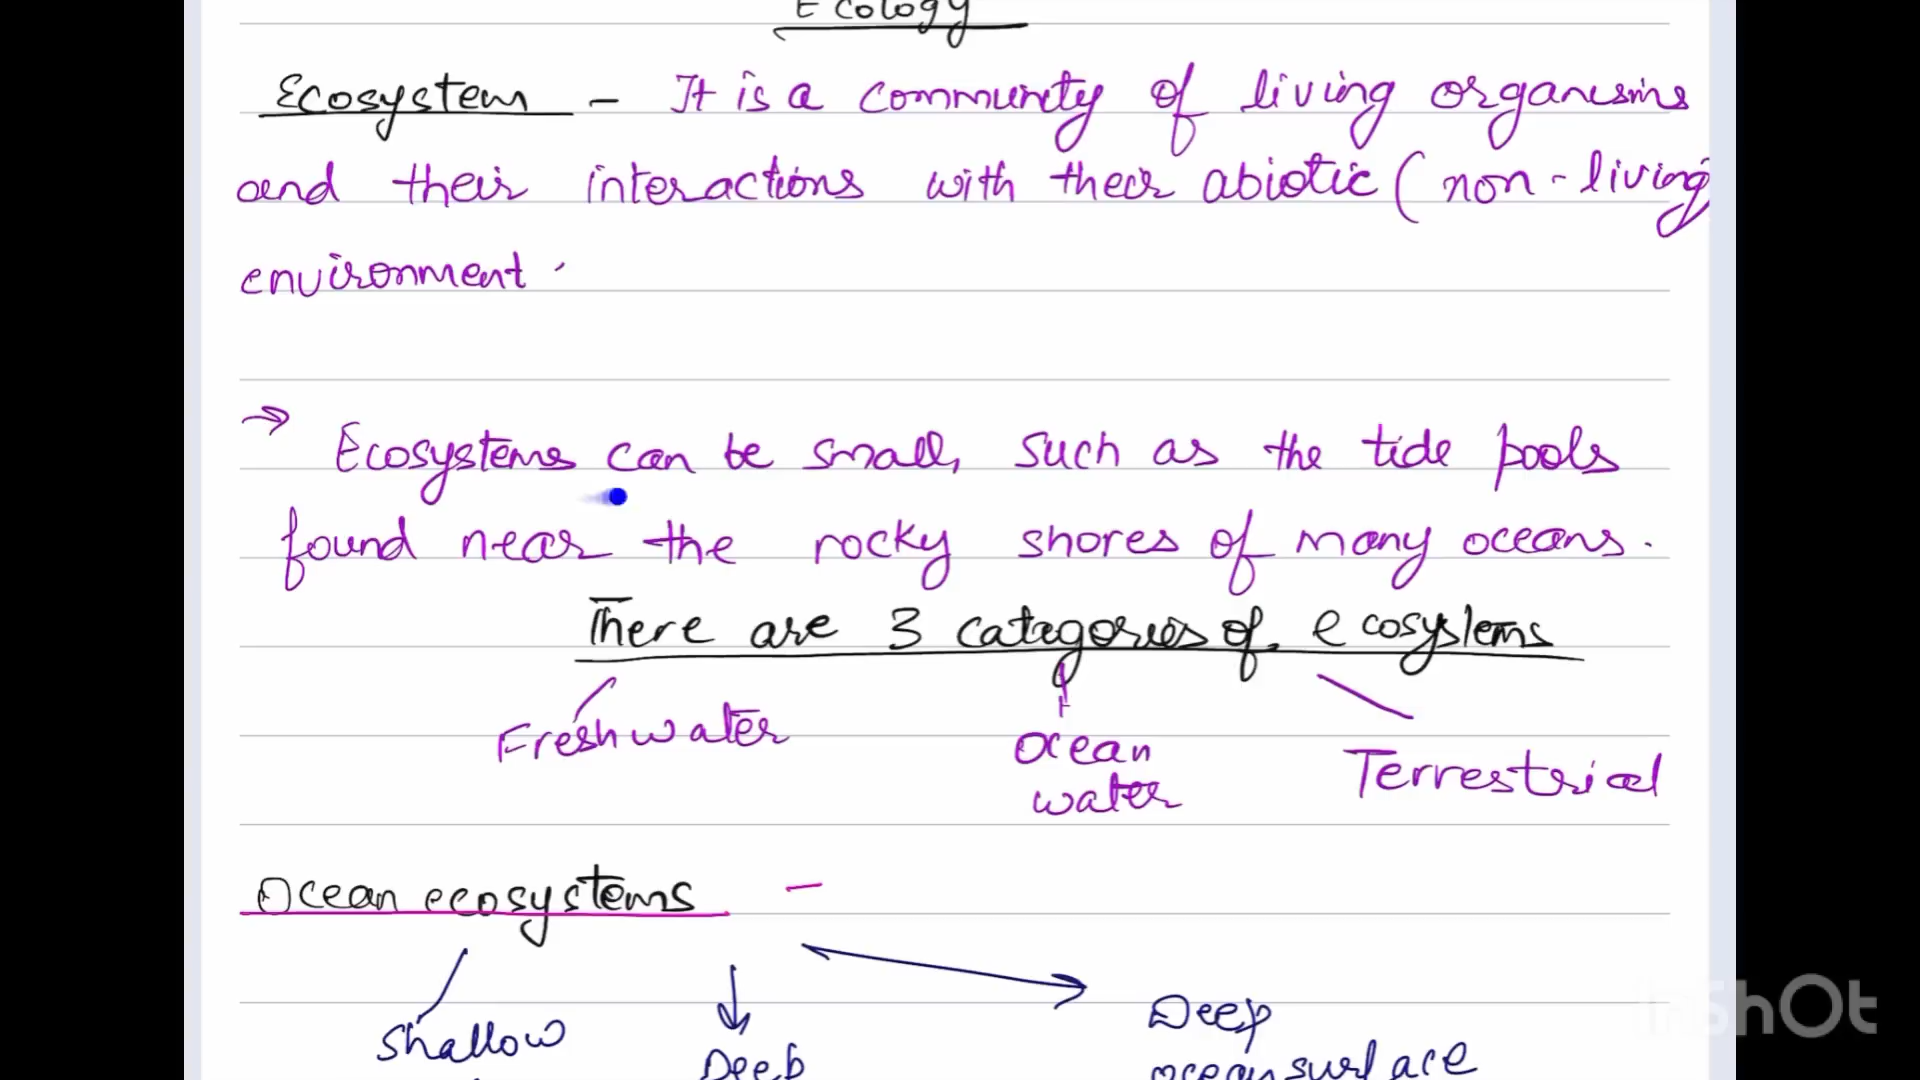 Ecology
Ecosystem - It is a community of living organisms
and their interactions with their abiotic (non-living
environment.
→ Ecosystems can be small, such as the tide pools
found near the rocky shores of many oceans.
There are 3 categories of ecosystems
Freshwater Ocean water Terrestrial
Ocean ecosystems -
Shallow Deep Deep
ocean surface
InShOt